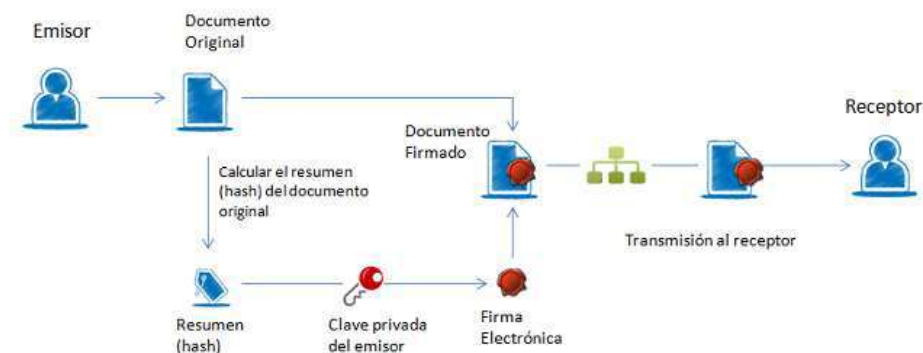 Emisor
Documento
Original
Receptor
Documento
Firmado
Calcular el resumen
(hash) del documento
original
Transmisión al receptor
Resumen
(hash)
Clave privada
del emisor
Firma
Electrónica